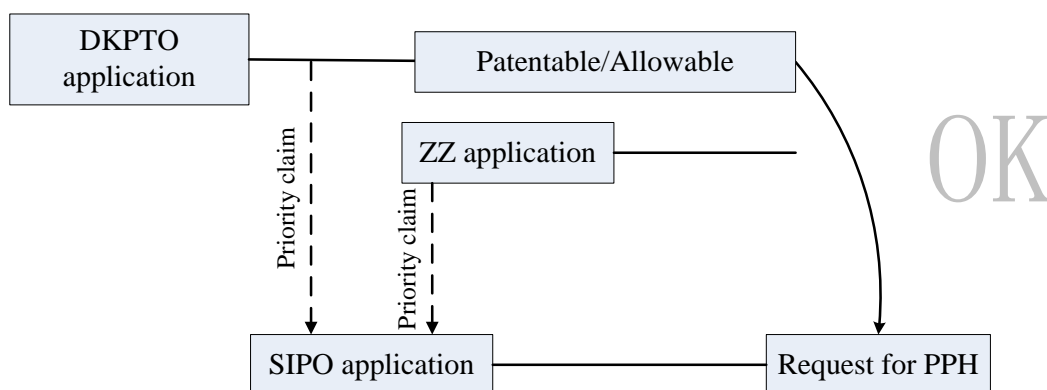 DKPTO
application
Patentable/Allowable
ZZ application
OK
Priority claim
Priority claim
SIPO application
Request for PPH